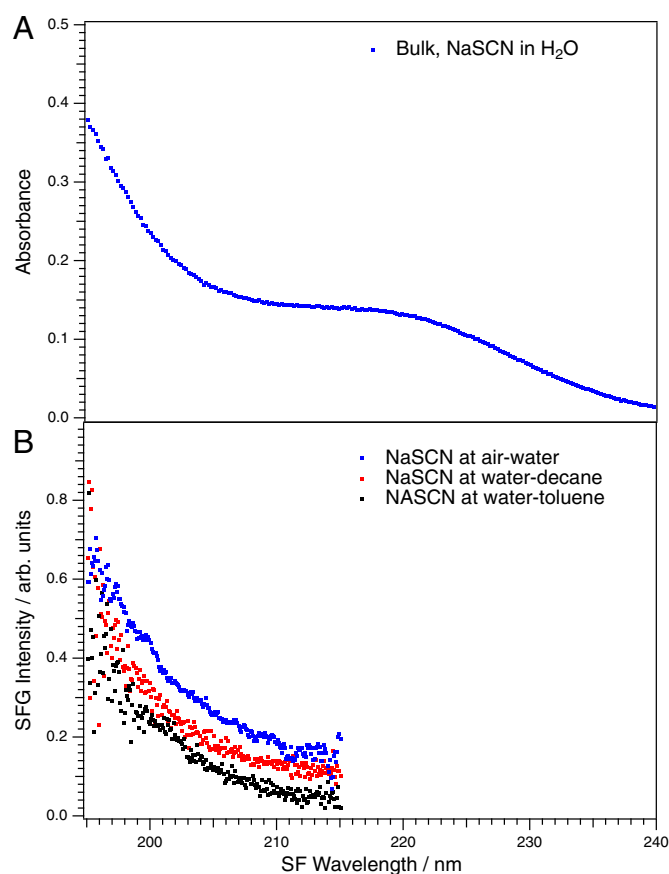 A
0.5
0.4
0.3
0.2
0.1
0.0
Absorbance
Bulk, NaSCN in H₂O
B
0.8
0.6
0.4
0.2
0.0
SFG Intensity / arb. units
NaSCN at air-water
NaSCN at water-decane
NASCN at water-toluene
200 210 220 230 240
SF Wavelength / nm